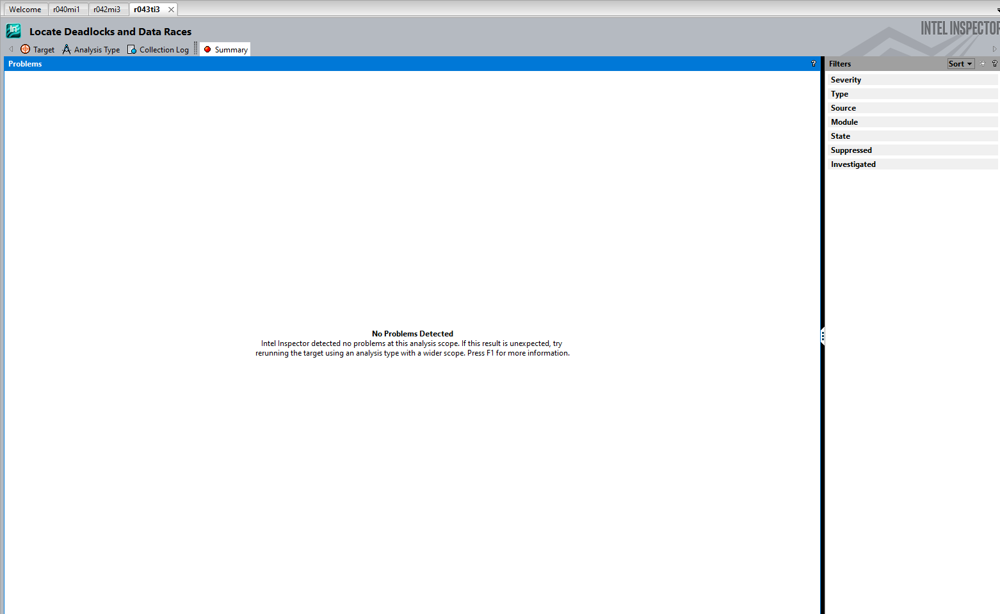 Welcome r040mi1 r042mi3 r043ti3
In
Locate Deadlocks and Data Races
INTEL INSPECTOR
Target Analysis Type Collection Log Summary
Problems ?
Filters Sort ?
Severity
Type
Source
Module
State
Suppressed
Investigated
No Problems Detected
Intel Inspector detected no problems at this analysis scope. If this result is unexpected, try
rerunning the target using an analysis type with a wider scope. Press F1 for more information.